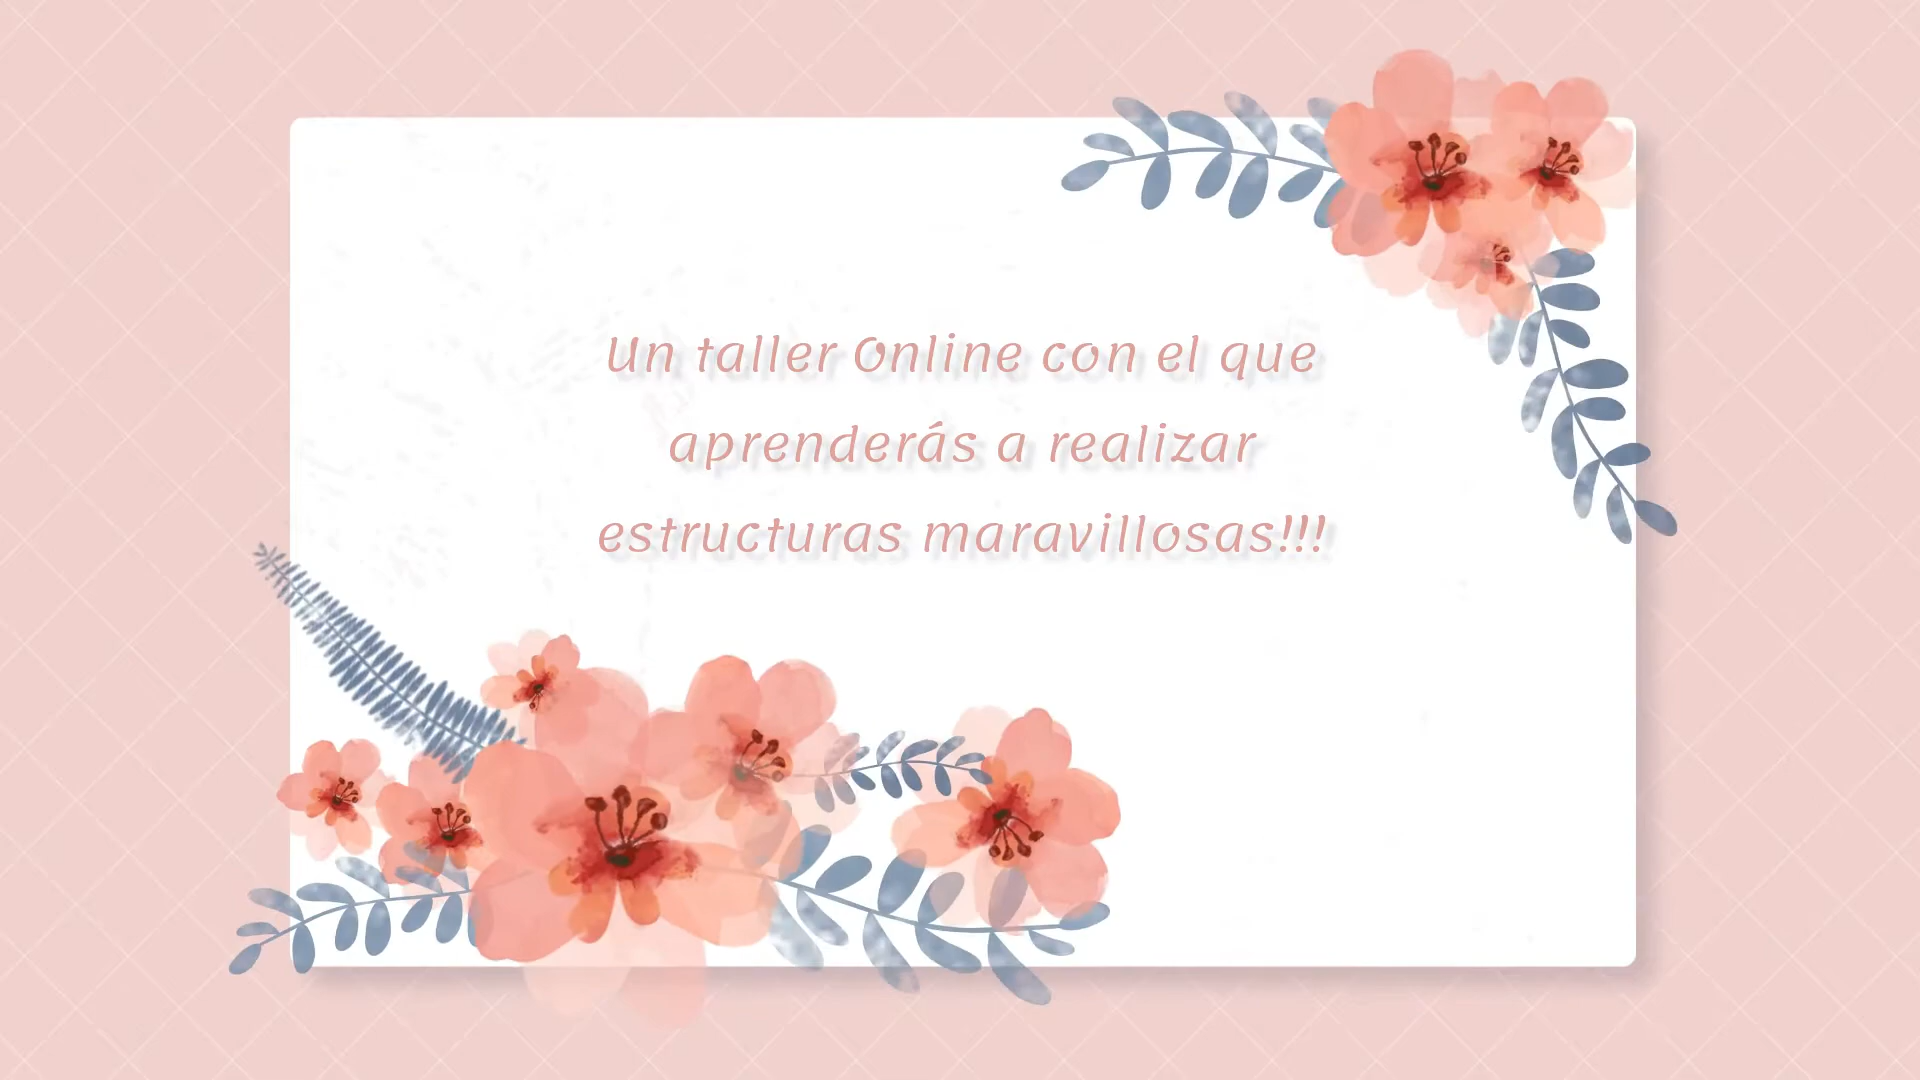 Un taller Online con el que
aprenderás a realizar
estructuras maravillosas!!!